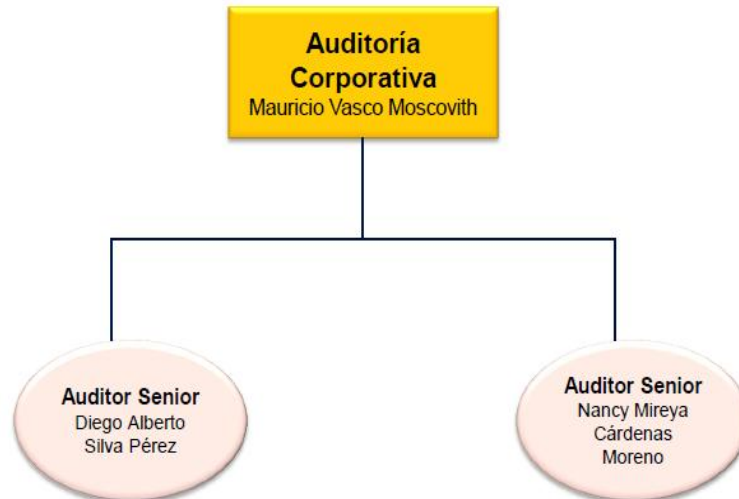 Auditoría
Corporativa
Mauricio Vasco Moscovith
Auditor Senior
Diego Alberto
Silva Pérez
Auditor Senior
Nancy Mireya
Cárdenas
Moreno